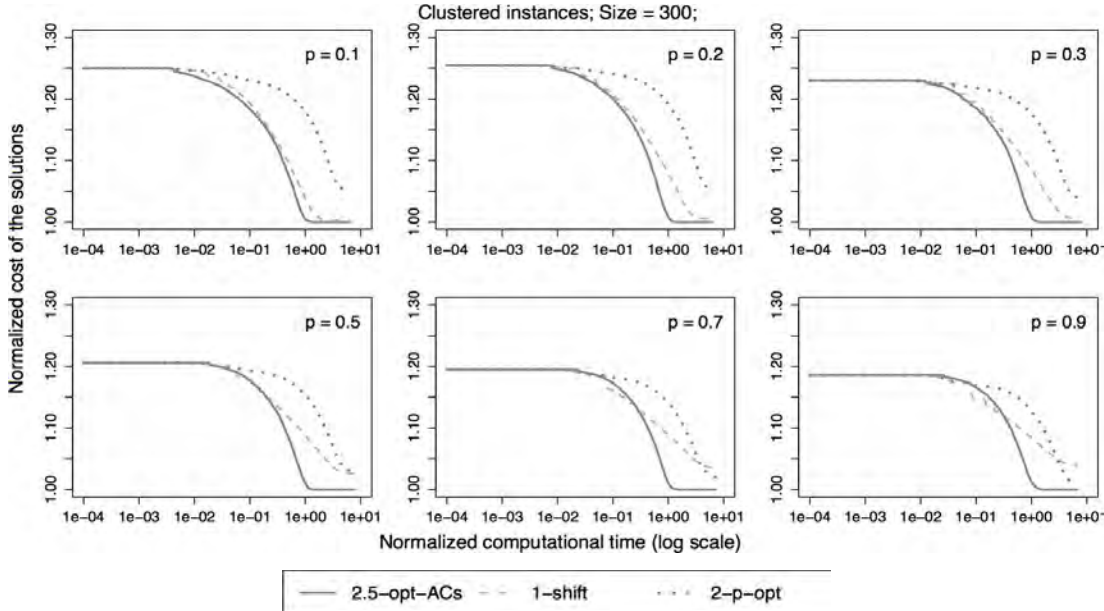 Clustered instances; Size = 300;
Normalized cost of the solutions
1.00 1.10 1.20 1.30
p = 0.1
1e−04 1e−03 1e−02 1e−01 1e+00 1e+01
1.00 1.10 1.20 1.30
p = 0.2
1e−04 1e−03 1e−02 1e−01 1e+00 1e+01
1.00 1.10 1.20 1.30
p = 0.3
1e−04 1e−03 1e−02 1e−01 1e+00 1e+01
1.00 1.10 1.20 1.30
p = 0.5
1e−04 1e−03 1e−02 1e−01 1e+00 1e+01
1.00 1.10 1.20 1.30
p = 0.7
1e−04 1e−03 1e−02 1e−01 1e+00 1e+01
1.00 1.10 1.20 1.30
p = 0.9
1e−04 1e−03 1e−02 1e−01 1e+00 1e+01
Normalized computational time (log scale)
2.5−opt−ACs 1−shift 2−p−opt